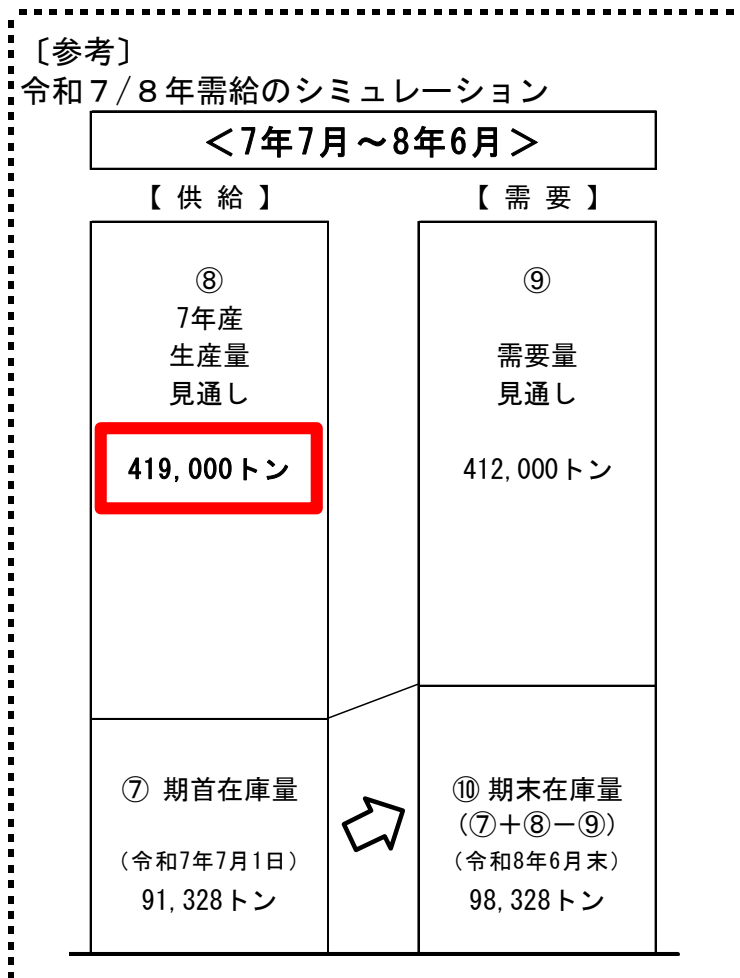 〔参考〕
令和７/８年需給のシミュレーション
＜7年7月～8年6月＞
【 供 給 】
⑧
7年産
生産量
見通し
419,000トン
⑦ 期首在庫量
（令和7年7月1日）
91,328トン
【 需 要 】
⑨
需要量
見通し
412,000トン
⑩ 期末在庫量
（⑦＋⑧－⑨）
（令和8年6月末）
98,328トン